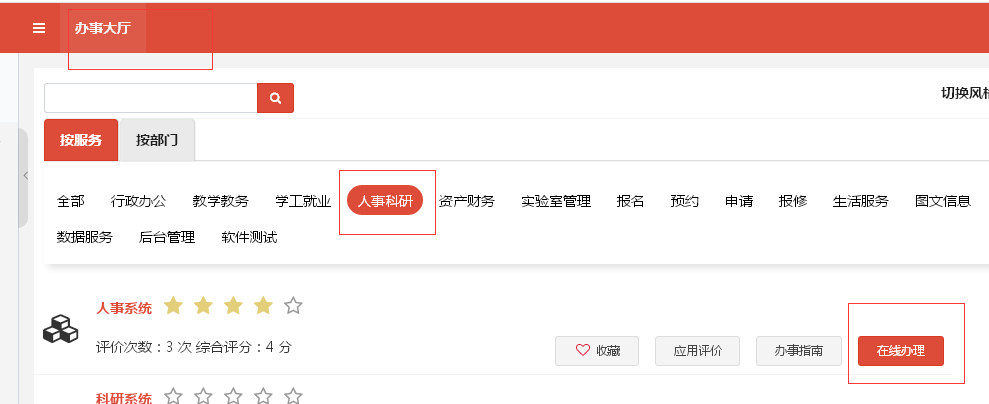 办事大厅
切换风格
按服务 按部门
全部 行政办公 教学教务 学工就业 人事科研 资产财务 实验室管理 报名 预约 申请 报修 生活服务 图文信息
数据服务 后台管理 软件测试
人事系统
评价次数：3 次 综合评分：4 分
收藏 应用评价 办事指南 在线办理
科研系统